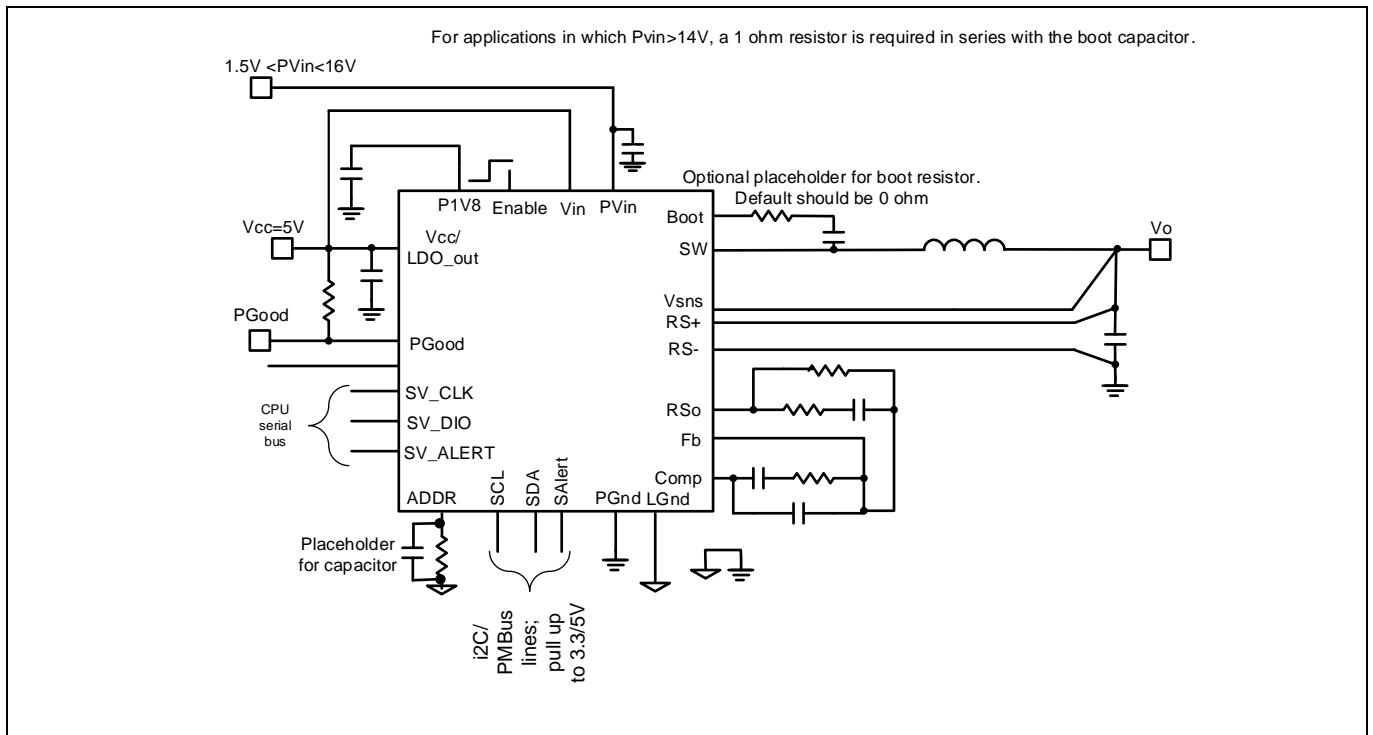 For applications in which Pvin>14V, a 1 ohm resistor is required in series with the boot capacitor.
1.5V <PVin<16V
Optional placeholder for boot resistor.
Default should be 0 ohm
P1V8
Enable
Vin
PVin
Boot
Vcc=5V
Vcc/
LDO_out
SW
Vo
Vsns
RS+
PGood
PGood
RS-
SV_CLK
CPU
serial
bus
SV_DIO
SV_ALERT
RSo
Fb
Comp
ADDR
SCL
SDA
SAlert
PGnd
LGnd
Placeholder
for capacitor
i2C/
PMBus
lines;
pull up
to 3.3/5V